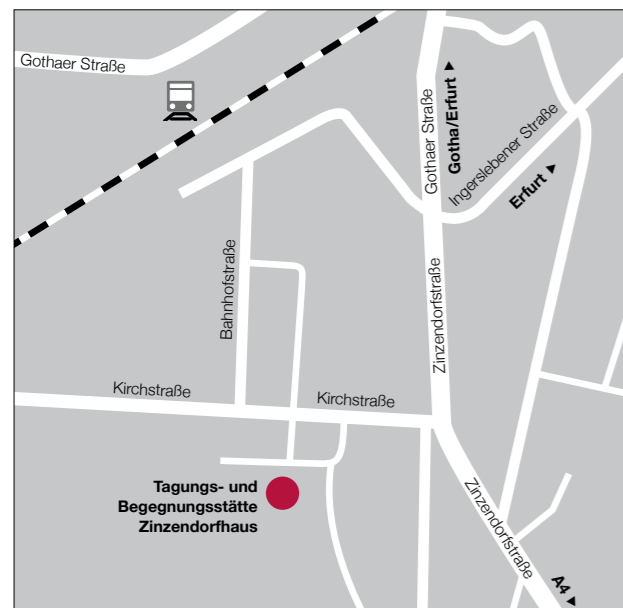 Gothaer Straße
Gothaer Straße
Gotha/Erfurt ▲
Ingerslebener Straße
Erfurt ▲
Bahnhofstraße
Zinzendorfstraße
Kirchstraße
Kirchstraße
Tagungs- und
Begegnungsstätte
Zinzendorfhaus
Zinzendorfstraße
A4 ▼